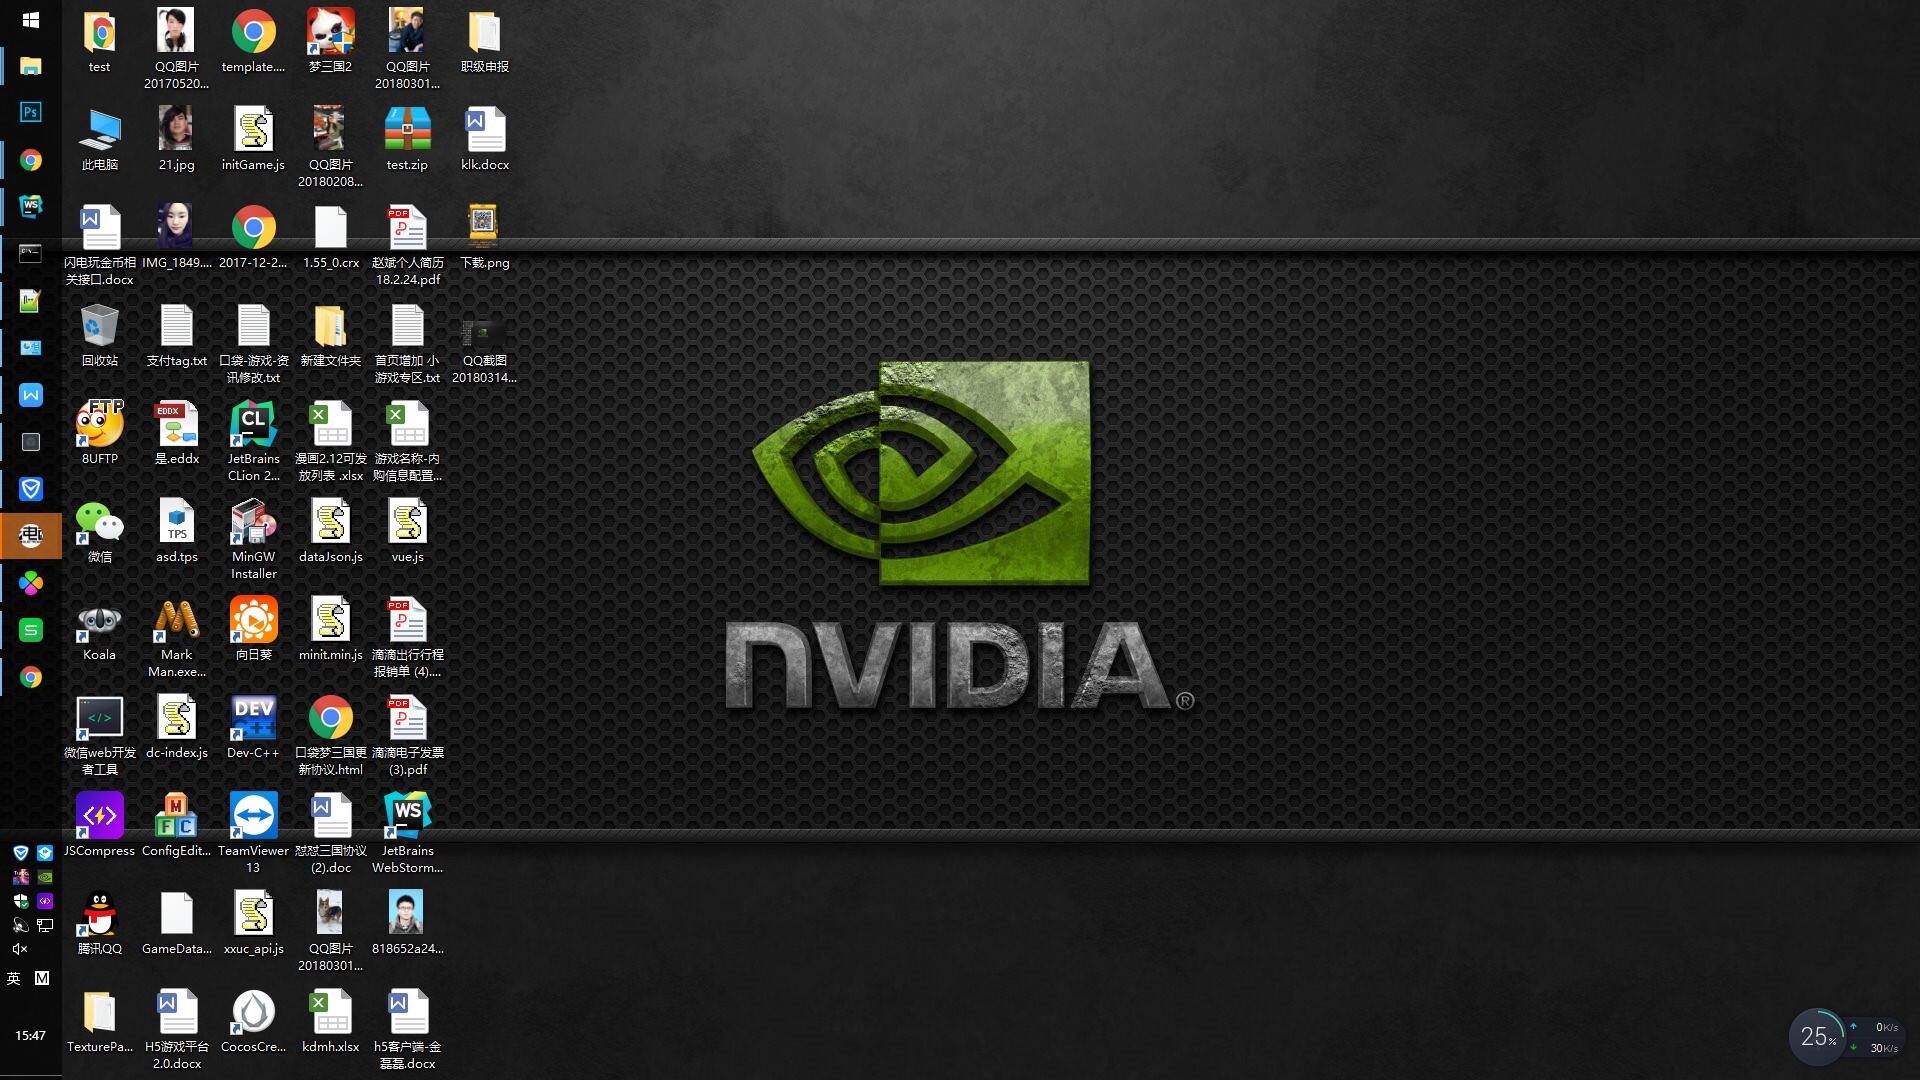 test
QQ图片
20170520...
template....
梦三国2
QQ图片
20180301...
职级申报
此电脑
21.jpg
initGame.js
QQ图片
20180208...
test.zip
klk.docx
闪电玩金币相
关接口.docx
IMG_1849....
2017-12-2...
1.55_0.crx
赵斌个人简历
18.2.24.pdf
下载.png
回收站
支付tag.txt
口袋-游戏-资
讯修改.txt
新建文件夹
首页增加 小
游戏专区.txt
QQ截图
20180314...
8UFTP
是.eddx
JetBrains
CLion 2...
漫画2.12可发
放列表 .xlsx
游戏名称-内
购信息配置...
微信
asd.tps
MinGW
Installer
dataJson.js
vue.js
Koala
Mark
Man.exe...
向日葵
minit.min.js
滴滴出行行程
报销单 (4)....
微信web开发
者工具
dc-index.js
Dev-C++
口袋梦三国更
新协议.html
滴滴电子发票
(3).pdf
JSCompress
ConfigEdit...
TeamViewer
13
怼怼三国协议
(2).doc
JetBrains
WebStorm...
腾讯QQ
GameData...
xxuc_api.js
QQ图片
20180301...
818652a24...
TexturePa...
H5游戏平台
2.0.docx
CocosCre...
kdmh.xlsx
h5客户端-金
磊磊.docx
英 M
15:47
nVIDIA®
25%
0K/s
30K/s